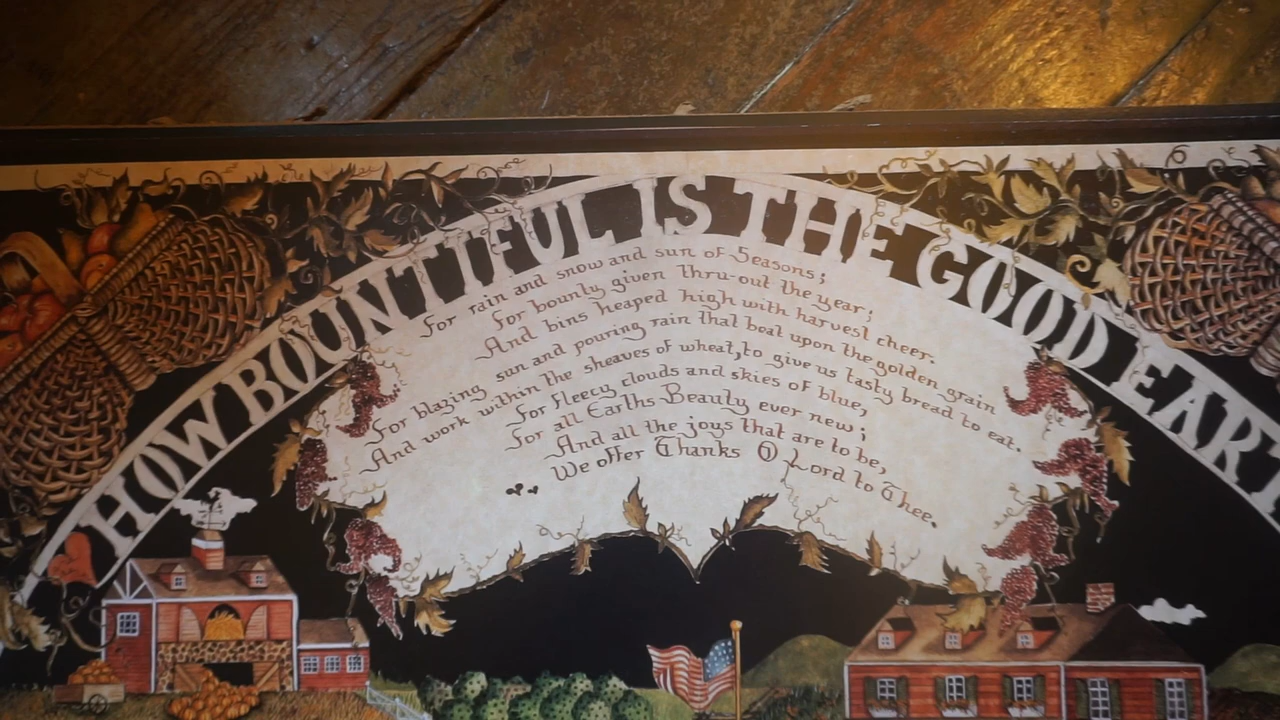 HOW BOUNTIFUL IS THE GOOD EART
for rain and snow and sun of Seasons;
for bounty given thru-out the year;
And bins heaped high with harvest cheer.
For blazing sun and pouring rain that beat upon the golden grain
And work within the sheaves of wheat, to give us tasty bread to eat.
For fleecy clouds and skies of blue,
for all Earths-Beauty ever new;
And all the joys that are to be,
We offer Thanks O Lord to Thee.